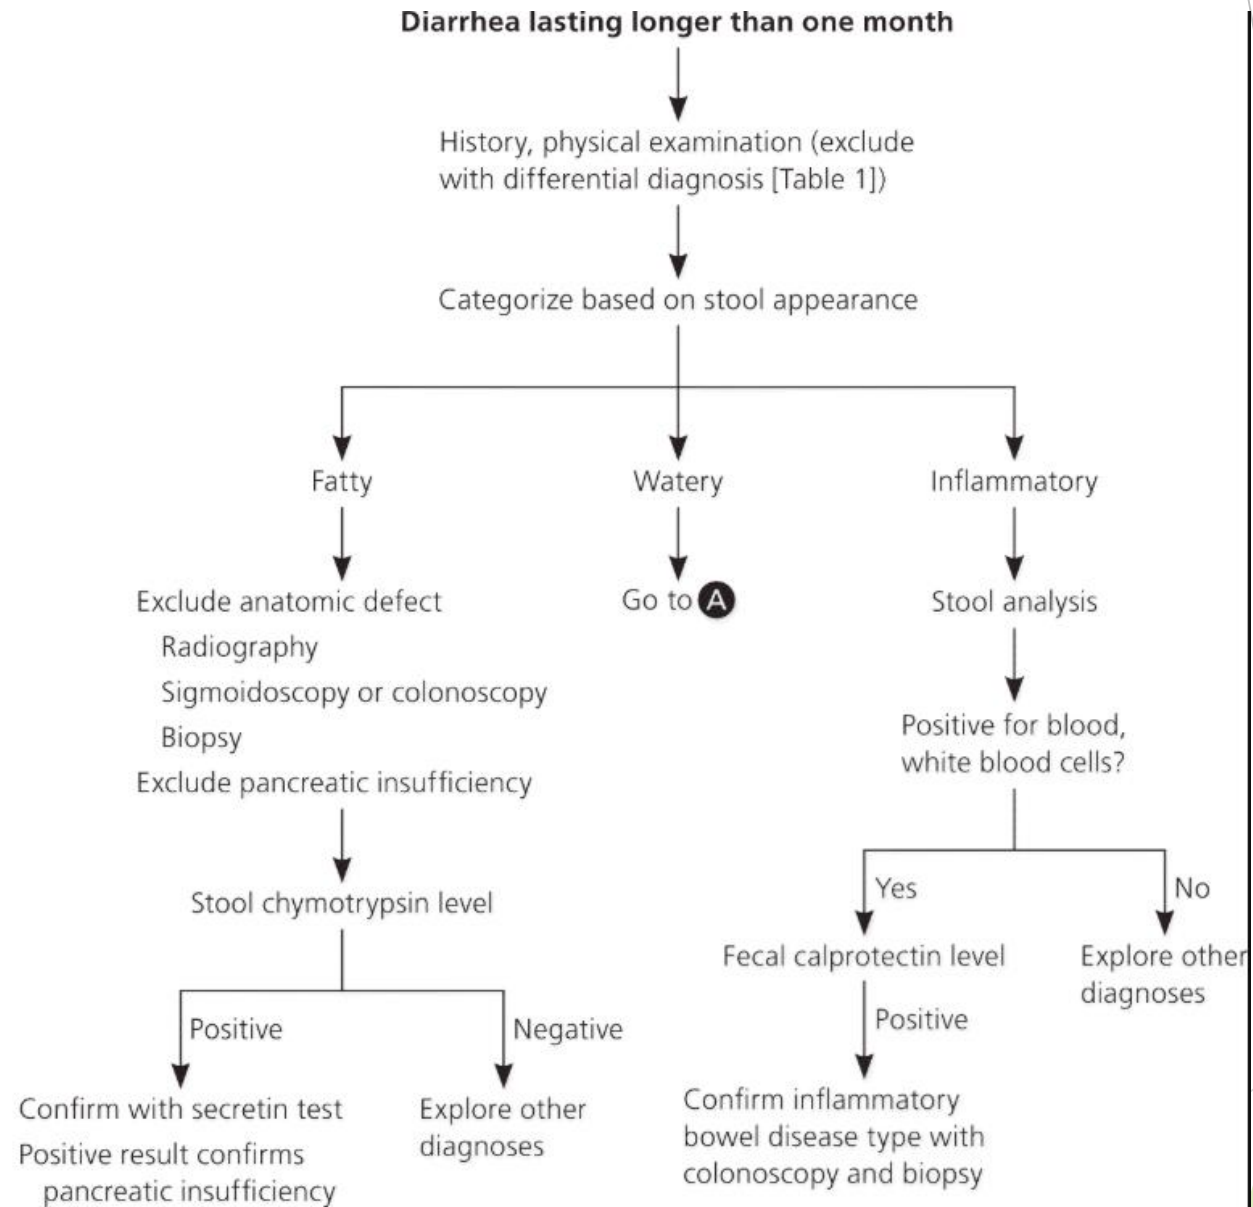 Diarrhea lasting longer than one month
History, physical examination (exclude
with differential diagnosis [Table 1])
Categorize based on stool appearance
Fatty
Watery
Inflammatory
Exclude anatomic defect
Radiography
Sigmoidoscopy or colonoscopy
Biopsy
Exclude pancreatic insufficiency
Go to A
Stool analysis
Positive for blood,
white blood cells?
Stool chymotrypsin level
Yes
No
Fecal calprotectin level
Explore other
diagnoses
Positive
Negative
Positive
Confirm with secretin test
Positive result confirms
pancreatic insufficiency
Explore other
diagnoses
Confirm inflammatory
bowel disease type with
colonoscopy and biopsy